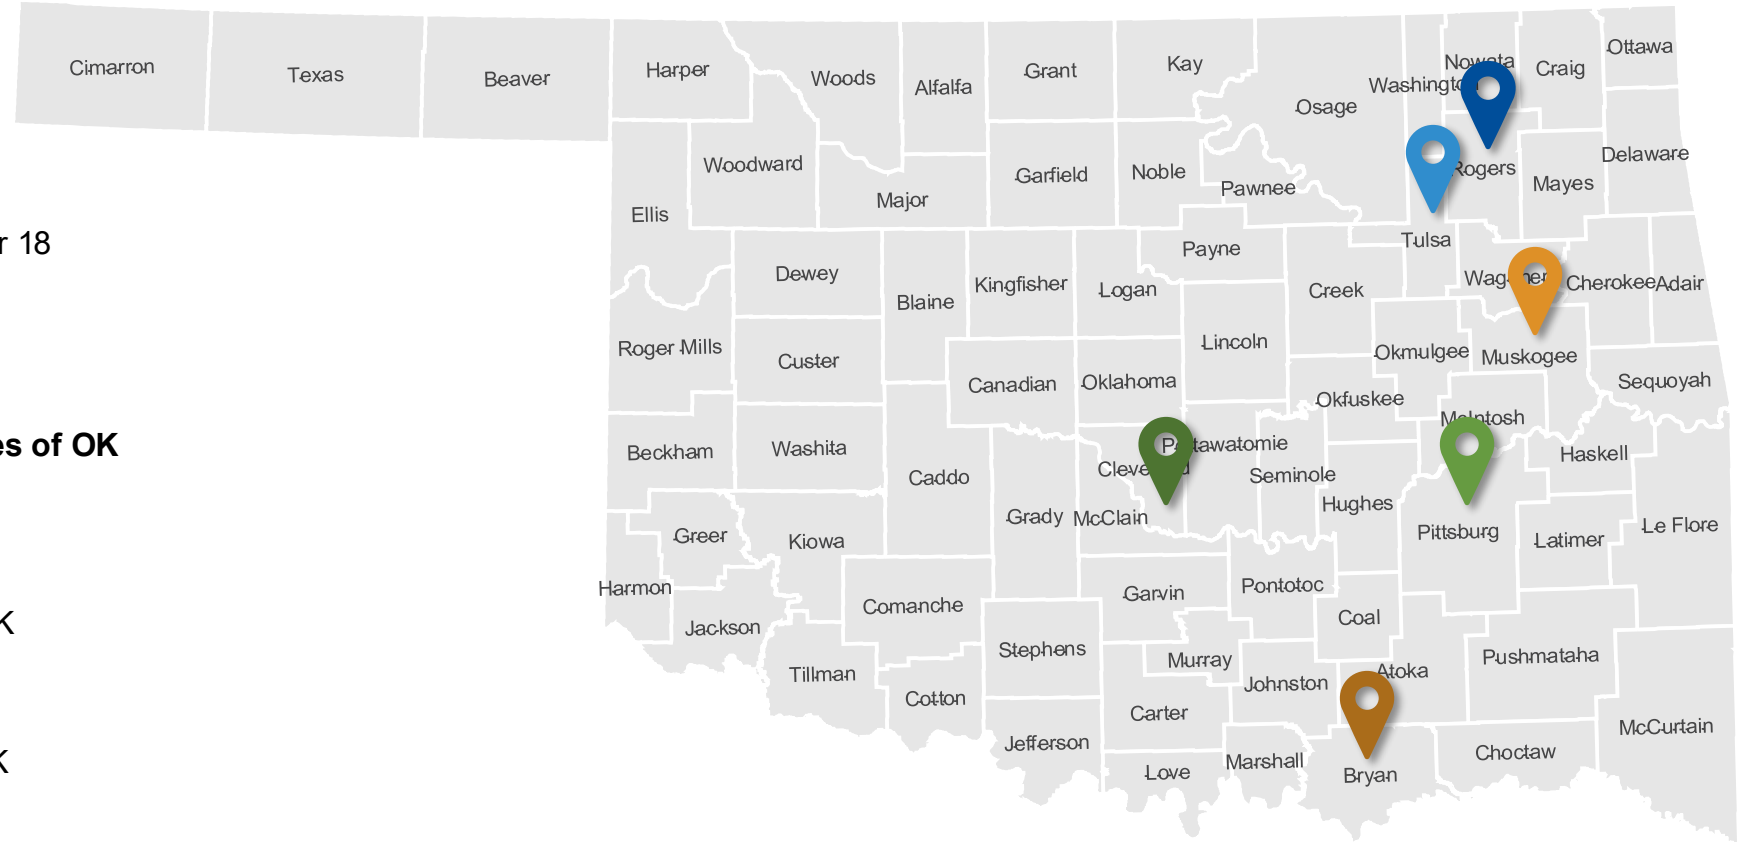 Cimarron
Texas
Beaver
Harper
Woods
Alfalfa
Grant
Kay
Osage
Washington
Nowata
Craig
Ottawa
Woodward
Ellis
Major
Garfield
Noble
Pawnee
Rogers
Mayes
Delaware
r 18
Dewey
Blaine
Kingfisher
Logan
Payne
Creek
Tulsa
Wagoner
Cherokee
Adair
Roger Mills
Custer
Canadian
Oklahoma
Lincoln
Okmulgee
Muskogee
Sequoyah
Okfuskee
McIntosh
es of OK
Beckham
Washita
Caddo
Grady
McClain
Cleveland
Pottawatomie
Seminole
Hughes
Pittsburg
Haskell
Latimer
Le Flore
Greer
Kiowa
Harmon
Jackson
Comanche
Garvin
Pontotoc
Coal
K
Tillman
Cotton
Stephens
Murray
Johnston
Atoka
Pushmataha
McCurtain
Carter
Jefferson
Love
Marshall
Bryan
Choctaw
K